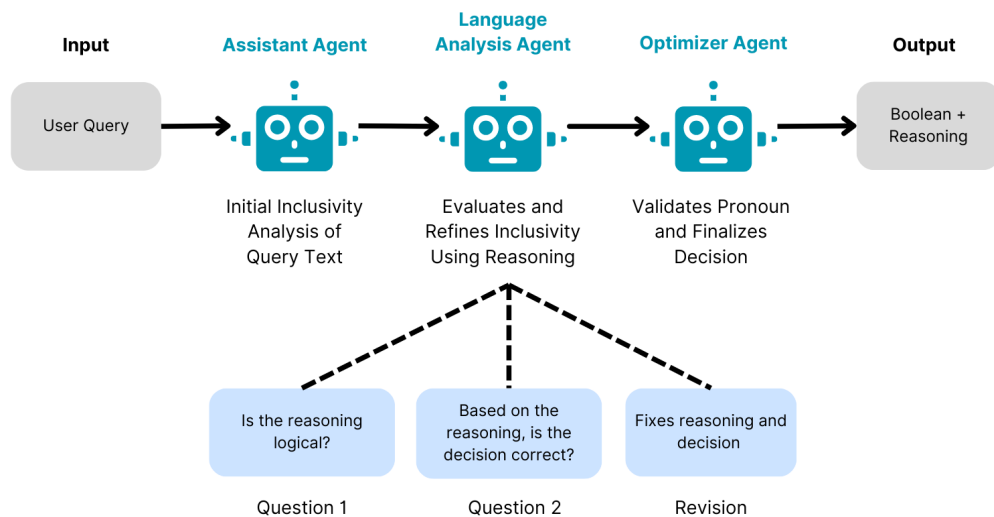 Input
Assistant Agent
Language
Analysis Agent
Optimizer Agent
Output
User Query
Boolean +
Reasoning
Initial Inclusivity
Analysis of
Query Text
Evaluates and
Refines Inclusivity
Using Reasoning
Validates Pronoun
and Finalizes
Decision
Is the reasoning
logical?
Based on the
reasoning, is the
decision correct?
Fixes reasoning and
decision
Question 1
Question 2
Revision